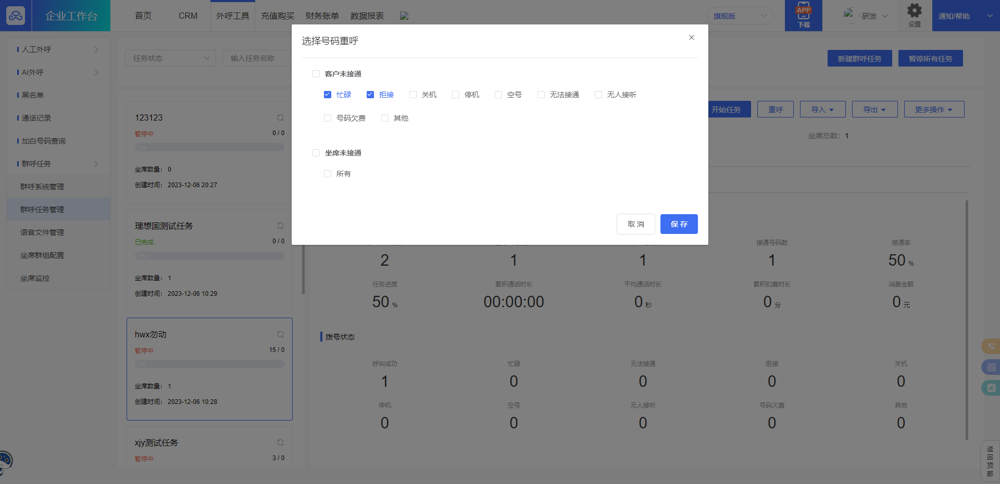 企业工作台
首页 CRM 外呼工具 充值购买 财务账单 数据报表
旗舰版
APP
下载
研发
设置
通知/帮助
人工外呼
AI外呼
黑名单
通话记录
加白号码查询
群呼任务
群呼系统管理
群呼任务管理
语音文件管理
坐席群组配置
坐席监控
任务状态
输入任务名称
新建群呼任务
暂停所有任务
123123
暂停中
0 / 0
0%
坐席数量： 0
创建时间： 2023-12-06 20:27
理想国测试任务
已完成
0 / 0
0%
坐席数量： 1
创建时间： 2023-12-06 10:29
hwx勿动
暂停中
15 / 0
0%
坐席数量： 1
创建时间： 2023-12-06 10:28
xjy测试任务
暂停中
3 / 0
选择号码重呼
客户未接通
忙碌 拒接 关机 停机 空号 无法接通 无人接听
号码欠费 其他
坐席未接通
所有
取 消
保 存
开始任务
重呼
导入
导出
更多操作
坐席总数： 1
接通号码数 接通率
2 1 1 1 50 %
任务进度 累积通话时长 平均通话时长 累积扣费时长 消费金额
50 % 00:00:00 0 秒 0 分 0 元
拨号状态
呼叫成功 忙碌 无法接通 拒接 关机
1 0 0 0 0
停机 空号 无人接听 号码欠费 其他
0 0 0 0 0
返
回
顶
部